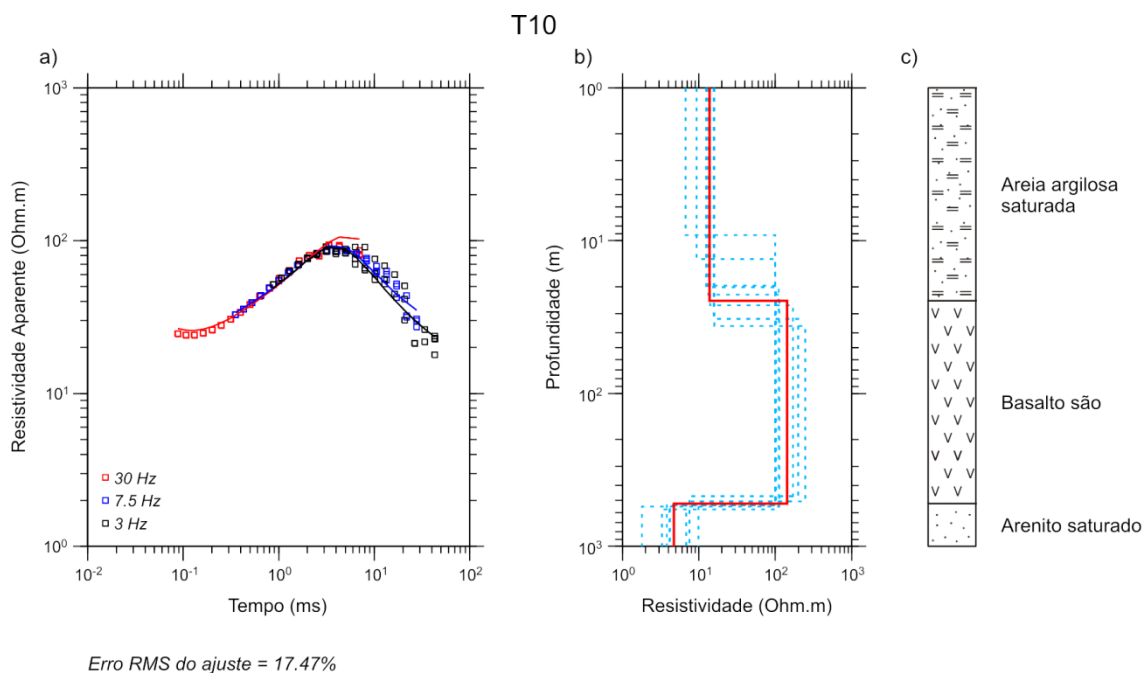 T10
a)
b)
c)
10³
10²
10¹
10⁰
Resistividade Aparente (Ohm.m)
30 Hz
7.5 Hz
3 Hz
10⁻² 10⁻¹ 10⁰ 10¹ 10²
Tempo (ms)
10⁰
10¹
10²
10³
Profundidade (m)
10⁰ 10¹ 10² 10³
Resistividade (Ohm.m)
Areia argilosa
saturada
Basalto são
Arenito saturado
Erro RMS do ajuste = 17.47%